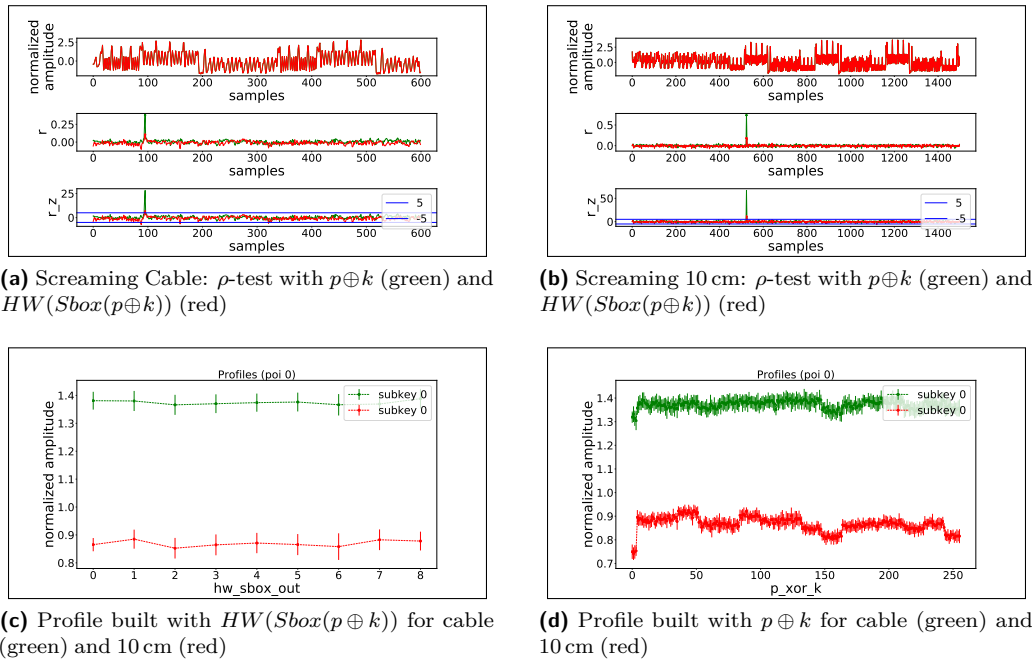 normalized
amplitude
2.5
0.0
0 100 200 300 400 500 600
samples
r
0.25
0.00
0 100 200 300 400 500 600
samples
r_z
25
0
5
-5
0 100 200 300 400 500 600
samples
(a) Screaming Cable: ρ-test with p⊕k (green) and
HW(Sbox(p⊕k)) (red)
normalized
amplitude
2.5
0.0
0 200 400 600 800 1000 1200 1400
samples
r
0.5
0.0
0 200 400 600 800 1000 1200 1400
samples
r_z
50
0
5
-5
0 200 400 600 800 1000 1200 1400
samples
(b) Screaming 10 cm: ρ-test with p⊕k (green) and
HW(Sbox(p⊕k)) (red)
Profiles (poi 0)
normalized amplitude
1.4
1.3
1.2
1.1
1.0
0.9
0.8
subkey 0
subkey 0
0 1 2 3 4 5 6 7 8
hw_sbox_out
(c) Profile built with HW(Sbox(p ⊕ k)) for cable
(green) and 10 cm (red)
Profiles (poi 0)
normalized amplitude
1.4
1.3
1.2
1.1
1.0
0.9
0.8
0.7
subkey 0
subkey 0
0 50 100 150 200 250
p_xor_k
(d) Profile built with p ⊕ k for cable (green) and
10 cm (red)